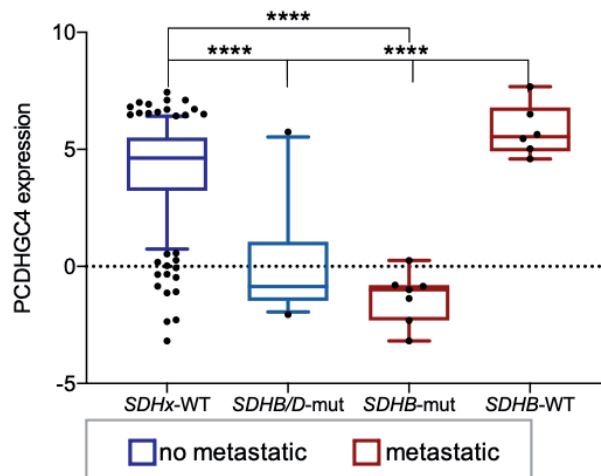 ****
****
****
10
5
0
-5
PCDHGC4 expression
SDHx-WT
SDHB/D-mut
SDHB-mut
SDHB-WT
no metastatic
metastatic